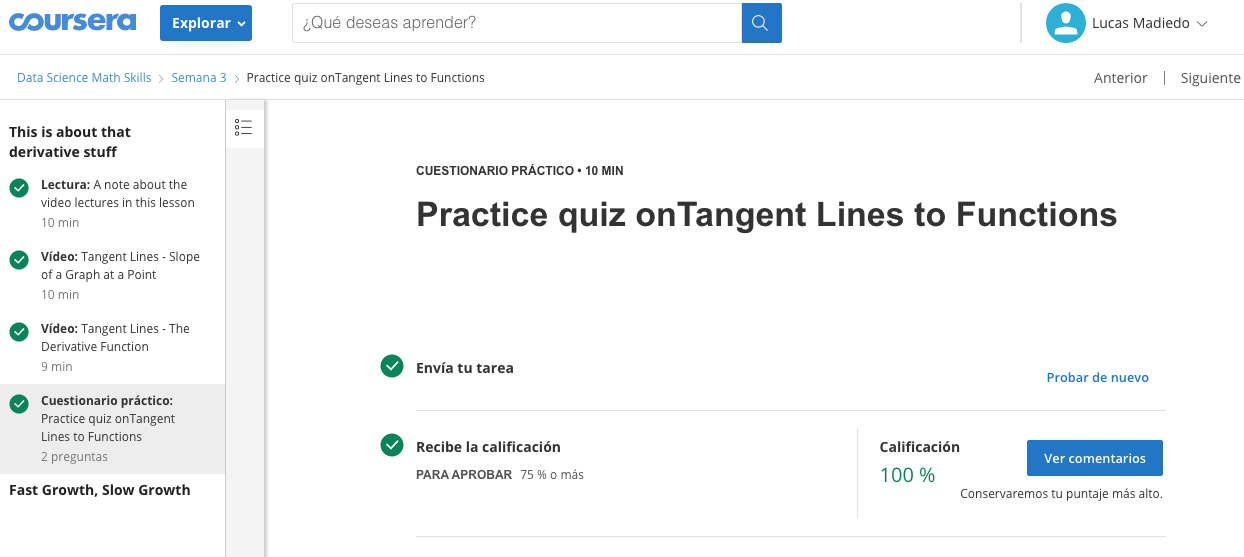 coursera
Explorar
¿Qué deseas aprender?
Lucas Madiedo
Data Science Math Skills > Semana 3 > Practice quiz onTangent Lines to Functions
Anterior | Siguiente
This is about that
derivative stuff
Lectura: A note about the
video lectures in this lesson
10 min
Vídeo: Tangent Lines - Slope
of a Graph at a Point
10 min
Vídeo: Tangent Lines - The
Derivative Function
9 min
Cuestionario práctico:
Practice quiz onTangent
Lines to Functions
2 preguntas
Fast Growth, Slow Growth
CUESTIONARIO PRÁCTICO • 10 MIN
Practice quiz onTangent Lines to Functions
Envía tu tarea
Probar de nuevo
Recibe la calificación
PARA APROBAR 75 % o más
Calificación
100 %
Ver comentarios
Conservaremos tu puntaje más alto.